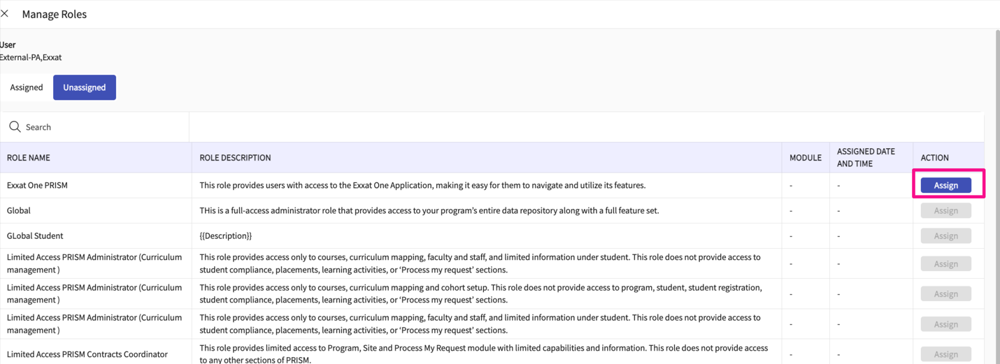 Manage Roles
User
External-PA,Exxat
Assigned
Unassigned
Search
ROLE NAME
ROLE DESCRIPTION
MODULE
ASSIGNED DATE
AND TIME
ACTION
Exxat One PRISM
This role provides users with access to the Exxat One Application, making it easy for them to navigate and utilize its features.
-
-
Assign
Global
THis is a full-access administrator role that provides access to your program's entire data repository along with a full feature set.
-
-
Assign
GLobal Student
{{Description}}
-
-
Assign
Limited Access PRISM Administrator (Curriculum
management )
This role provides access only to courses, curriculum mapping, faculty and staff, and limited information under student. This role does not provide access to
student compliance, placements, learning activities, or ‘Process my request’ sections.
-
-
Assign
Limited Access PRISM Administrator (Curriculum
management )
This role provides access only to courses, curriculum mapping and cohort setup. This role does not provide access to program, student, student registration,
student compliance, placements, learning activities, or ‘Process my request’ sections.
-
-
Assign
Limited Access PRISM Administrator (Curriculum
management )
This role provides access only to courses, curriculum mapping, faculty and staff, and limited information under student. This role does not provide access to
student compliance, placements, learning activities, or ‘Process my request’ sections.
-
-
Assign
Limited Access PRISM Contracts Coordinator
This role provides limited access to Program, Site and Process My Request module with limited capabilities and information. This role does not provide access
to any other sections of PRISM.
-
-
Assign